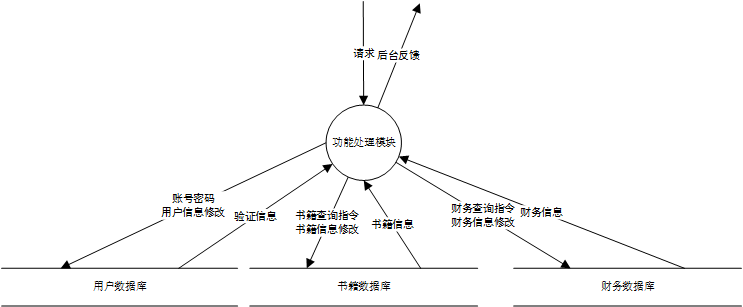 请求
后台反馈
功能处理模块
账号密码
用户信息修改
验证信息
书籍查询指令
书籍信息修改
书籍信息
财务查询指令
财务信息修改
财务信息
用户数据库
书籍数据库
财务数据库